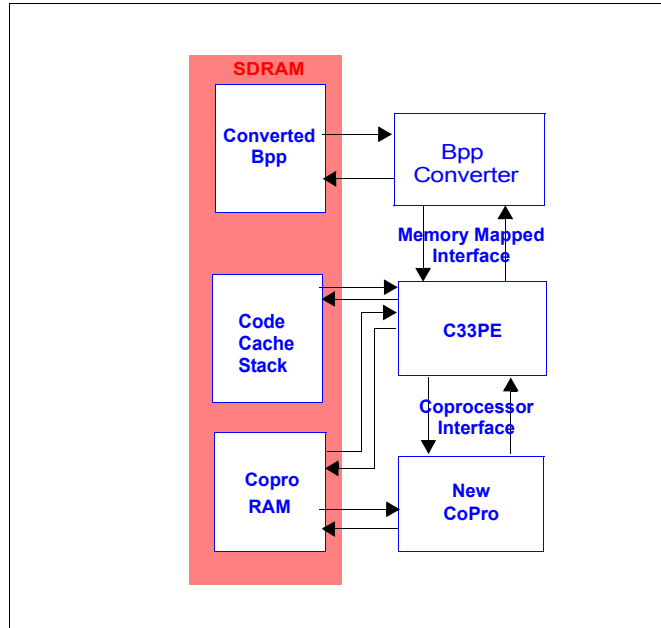 SDRAM
Converted
Bpp
Bpp
Converter
Memory Mapped
Interface
Code
Cache
Stack
C33PE
Coprocessor
Interface
Copro
RAM
New
CoPro